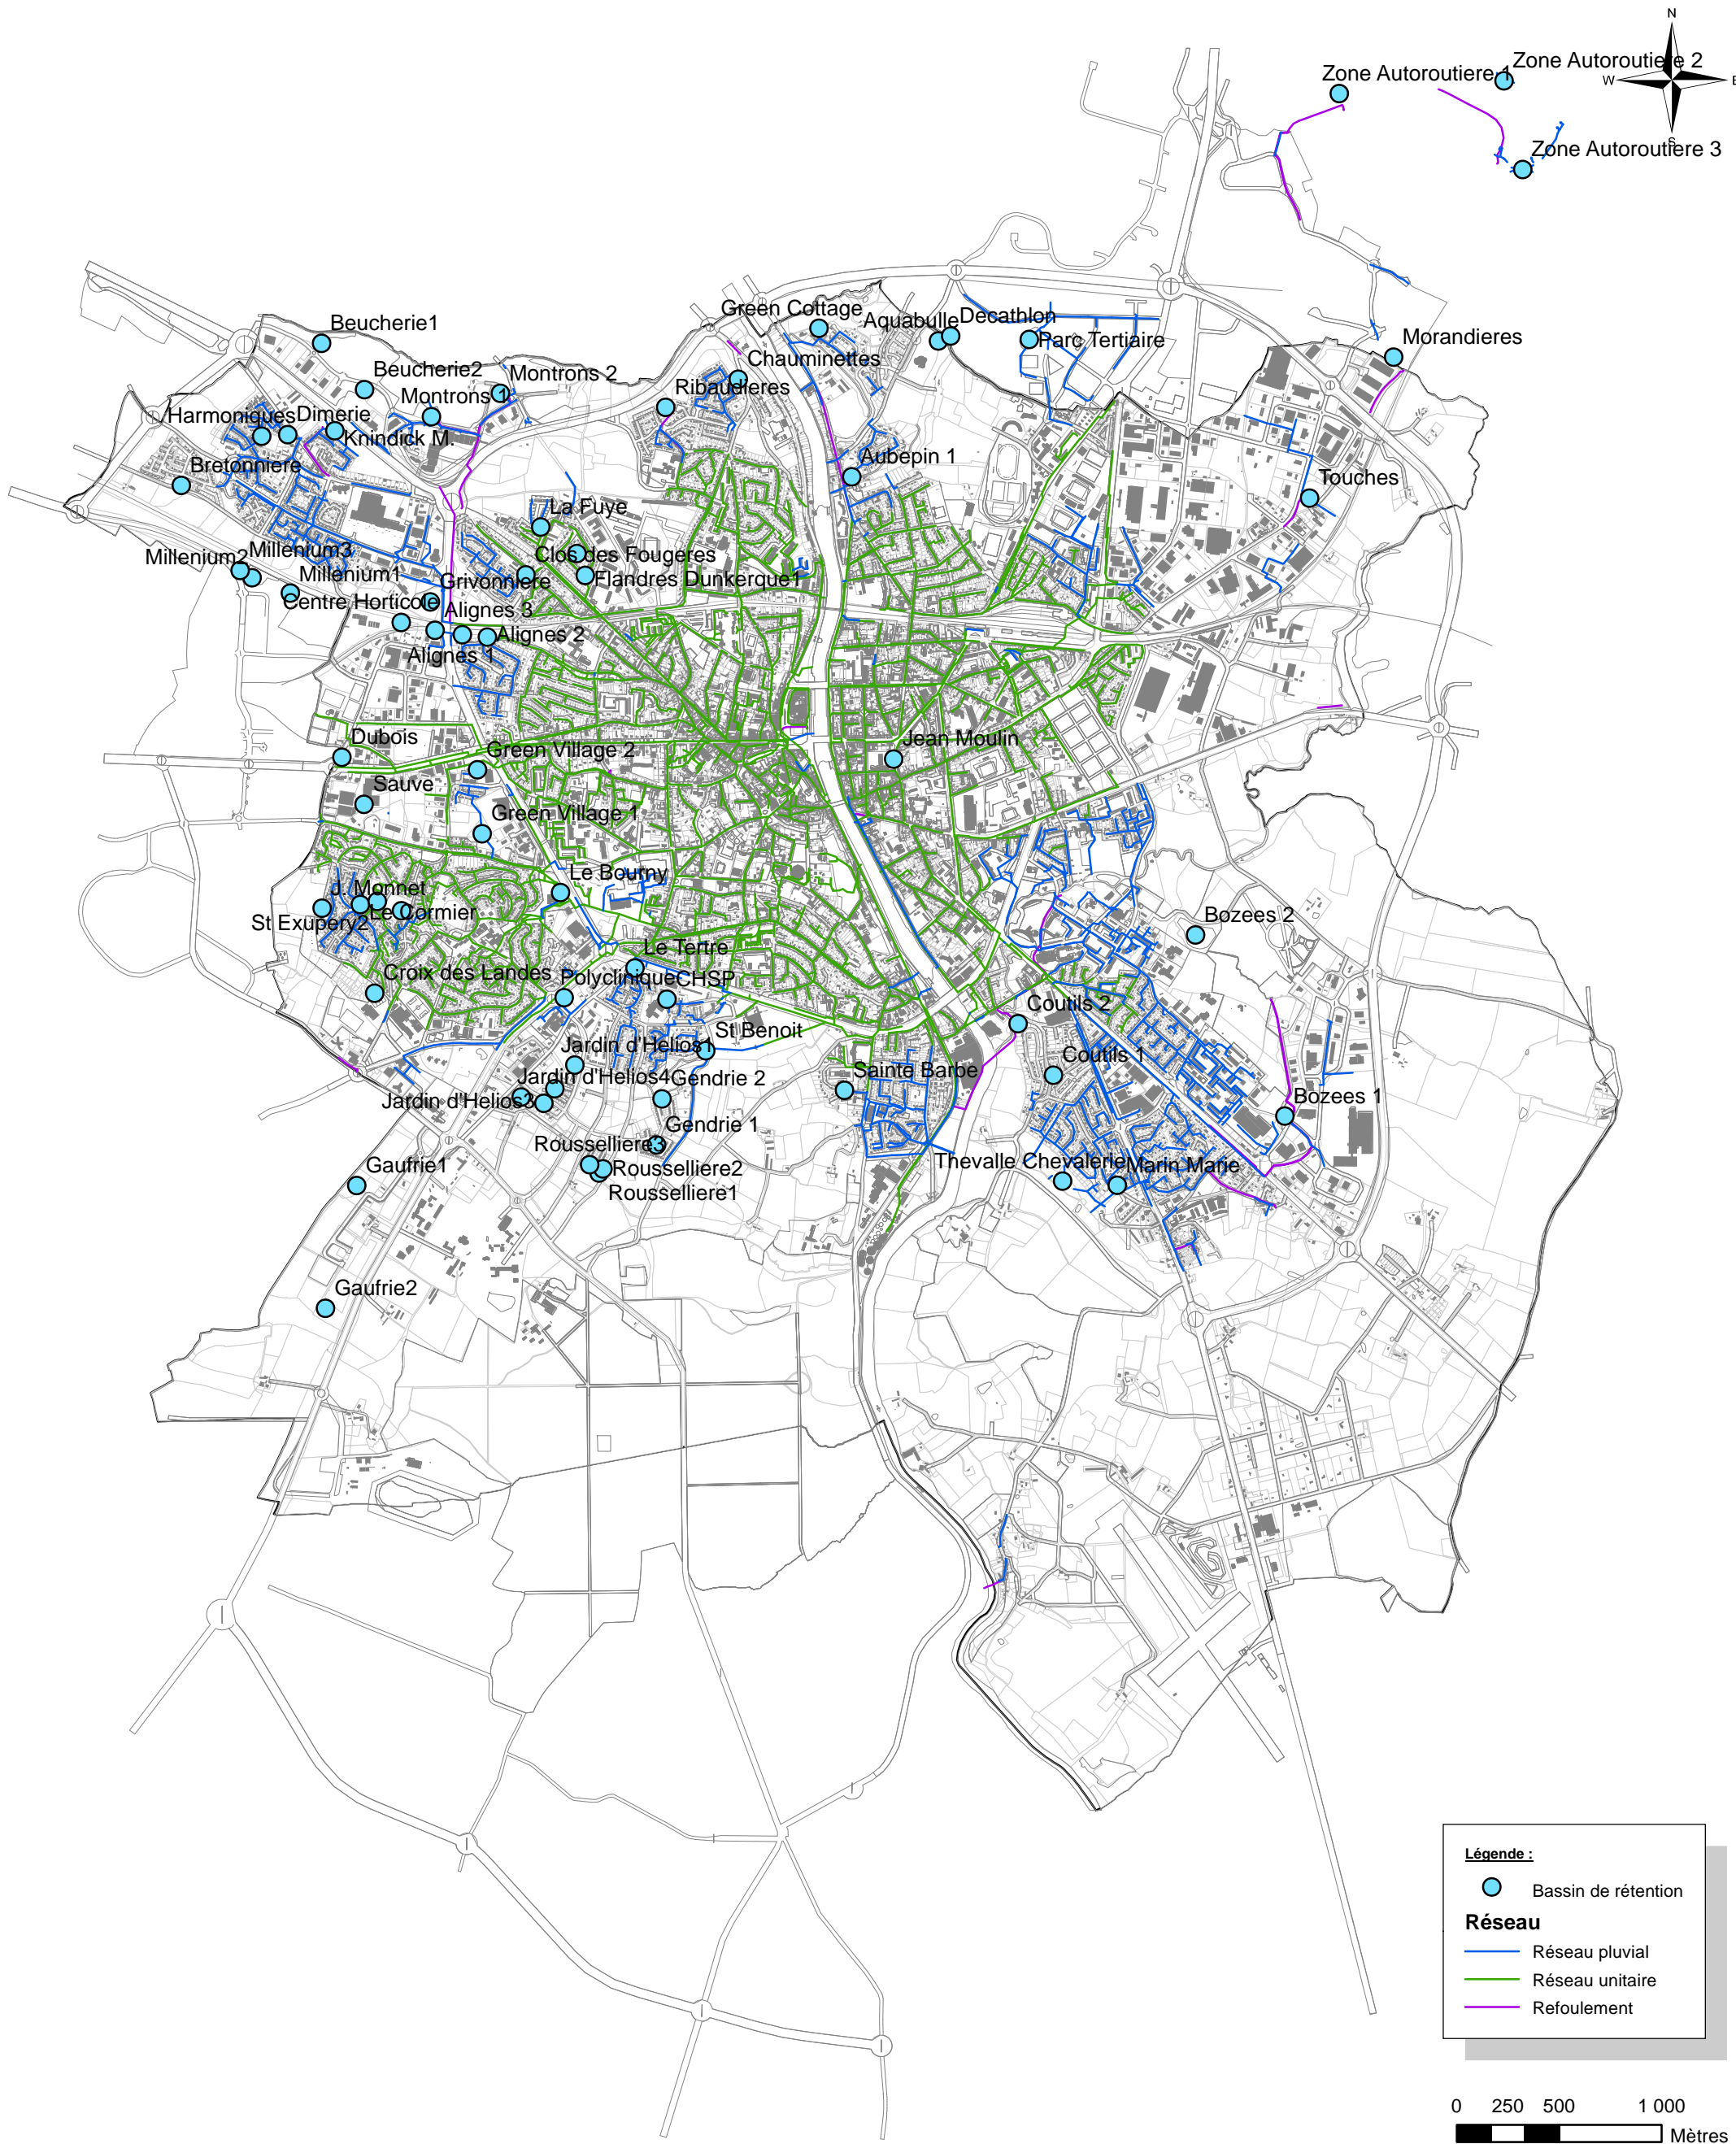 N
Zone Autoroutiere 2
Zone Autoroutiere 1
W
E
S
Zone Autoroutiere 3
Green Cottage
Beucherie1
Aquabulle
Decathlon
Parc Tertiaire
Morandieres
Chauminettes
Beucherie2
Montrons 2
Ribaudieres
Montrons 1
Harmoniques
Dimerie
Knindick M.
Bretonniere
Aubepin 1
Touches
La Fuye
Millenium2
Millenium3
Clos des Fougeres
Millenium1
Grivonniere
Flandres Dunkerque1
Centre Horticole
Alignes 3
Alignes 2
Alignes 1
Dubois
Green Village 2
Jean Moulin
Sauve
Green Village 1
Le Bourny
J. Monnet
Le Cormier
St Exupery2
Bozees 2
Le Tertre
Croix des Landes
Polyclinique
CHSP
Coutils 2
St Benoit
Jardin d'Helios1
Coutils 1
Jardin d'Helios4
Gendrie 2
Sainte Barbe
Jardin d'Helios3
Bozees 1
Gendrie 1
Rousselliere3
Gaufrie1
Rousselliere2
Thevalle Chevalerie
Marin Marie
Rousselliere1
Gaufrie2
Légende :
Bassin de rétention
Réseau
Réseau pluvial
Réseau unitaire
Refoulement
0 250 500 1 000
Mètres